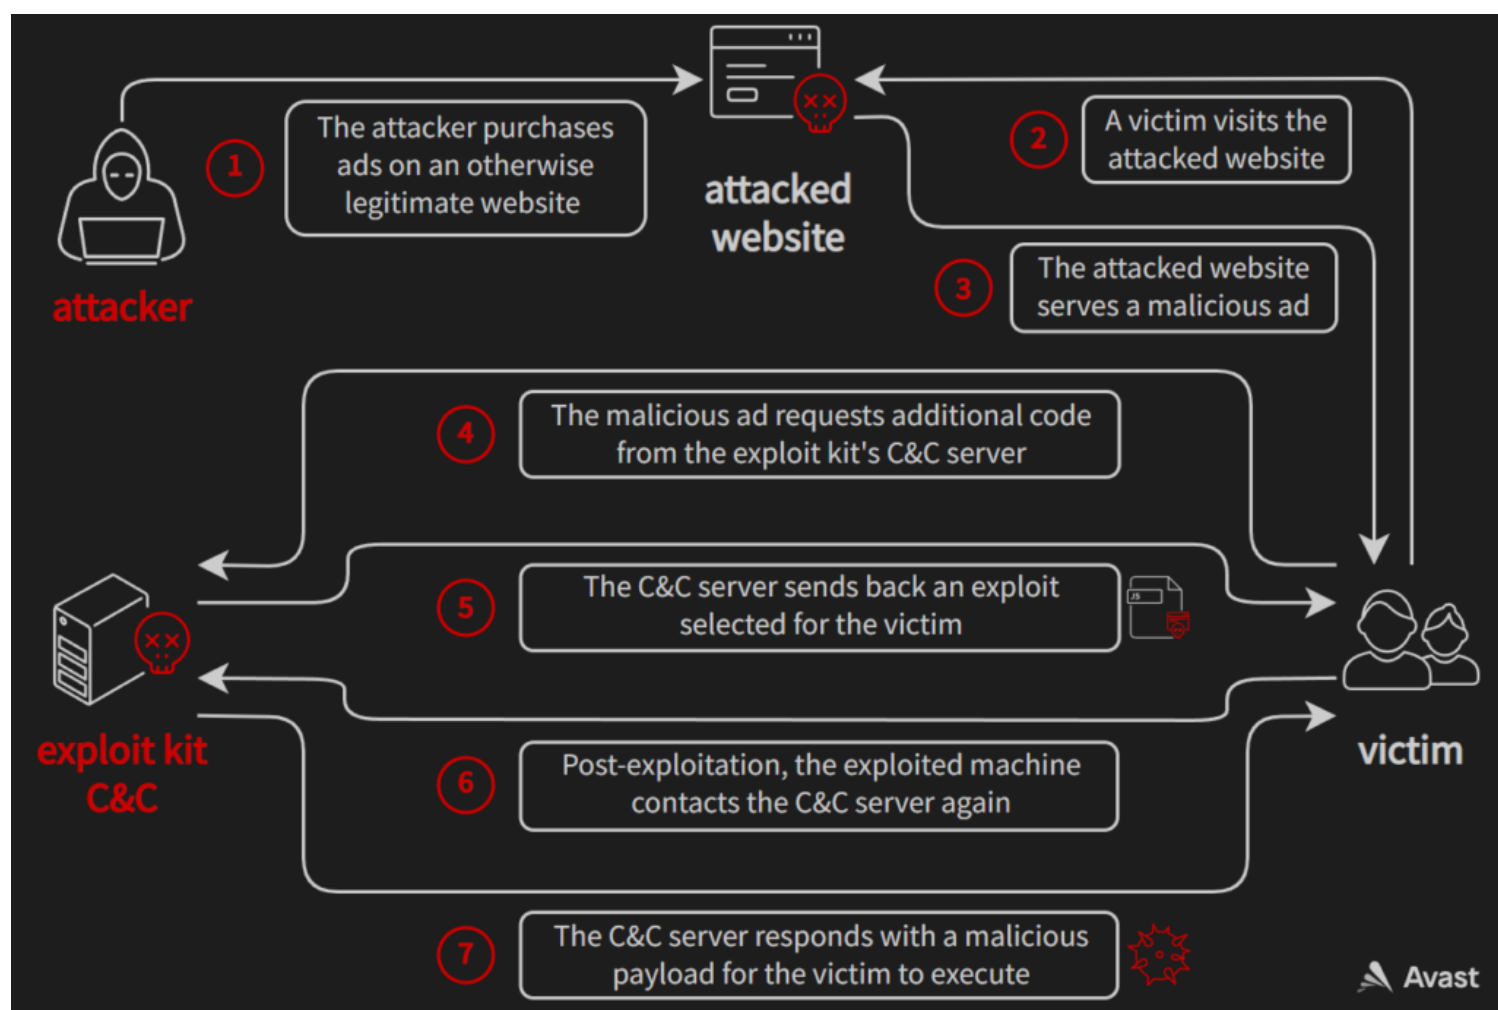 1
The attacker purchases
ads on an otherwise
legitimate website
attacker
attacked
website
2
A victim visits the
attacked website
3
The attacked website
serves a malicious ad
4
The malicious ad requests additional code
from the exploit kit's C&C server
5
The C&C server sends back an exploit
selected for the victim
JS
exploit kit
C&C
victim
6
Post-exploitation, the exploited machine
contacts the C&C server again
7
The C&C server responds with a malicious
payload for the victim to execute
Avast